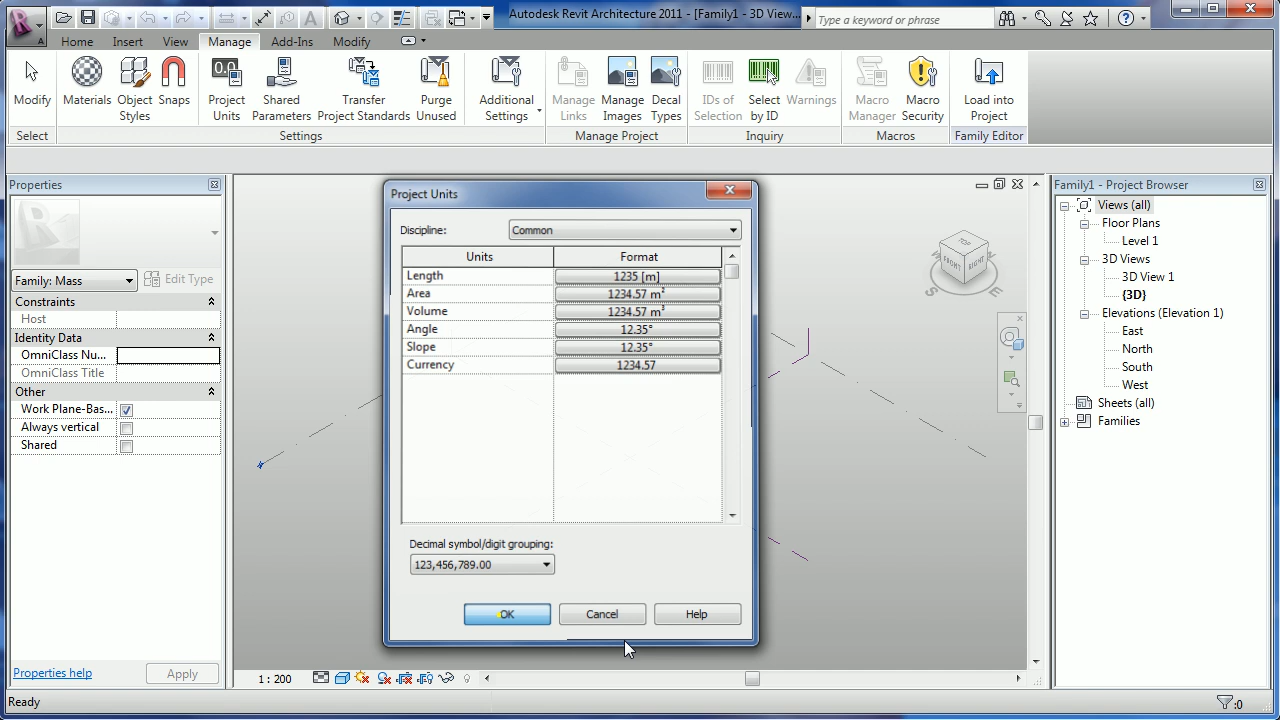 Autodesk Revit Architecture 2011 - [Family1 - 3D View...
Type a keyword or phrase
Home Insert View Manage Add-Ins Modify
Modify
Materials
Object Styles
Snaps
Project Units
Shared Parameters
Transfer Project Standards
Purge Unused
Additional Settings
Manage Links
Manage Images
Decal Types
IDs of Selection
Select by ID
Warnings
Macro Manager
Macro Security
Load into Project
Select Settings Manage Project Inquiry Macros Family Editor
Properties
Family: Mass
Edit Type
Constraints
Host
Identity Data
OmniClass Nu...
OmniClass Title
Other
Work Plane-Bas...
Always vertical
Shared
Properties help
Apply
Project Units
Discipline: Common
Units Format
Length 1235 [m]
Area 1234.57 m²
Volume 1234.57 m³
Angle 12.35°
Slope 12.35°
Currency 1234.57
Decimal symbol/digit grouping:
123,456,789.00
OK Cancel Help
TOP
FRONT
RIGHT
S
E
1 : 200
Family1 - Project Browser
Views (all)
Floor Plans
Level 1
3D Views
3D View 1
{3D}
Elevations (Elevation 1)
East
North
South
West
Sheets (all)
Families
Ready
:0